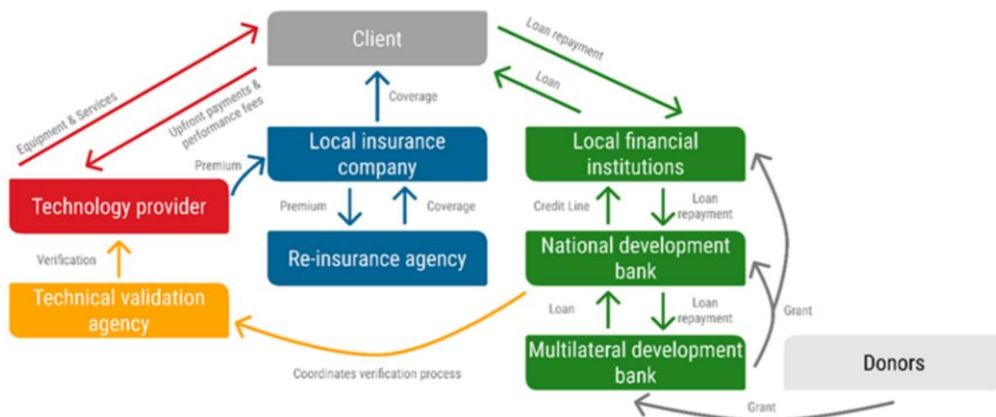 Client
Loan repayment
Loan
Equipment & Services
Upfront payments &
performance fees
Coverage
Premium
Local insurance
company
Local financial
institutions
Technology provider
Premium
Coverage
Credit Line
Loan
repayment
Verification
Re-insurance agency
National development
bank
Technical validation
agency
Loan
Loan
repayment
Grant
Coordinates verification process
Multilateral development
bank
Donors
Grant